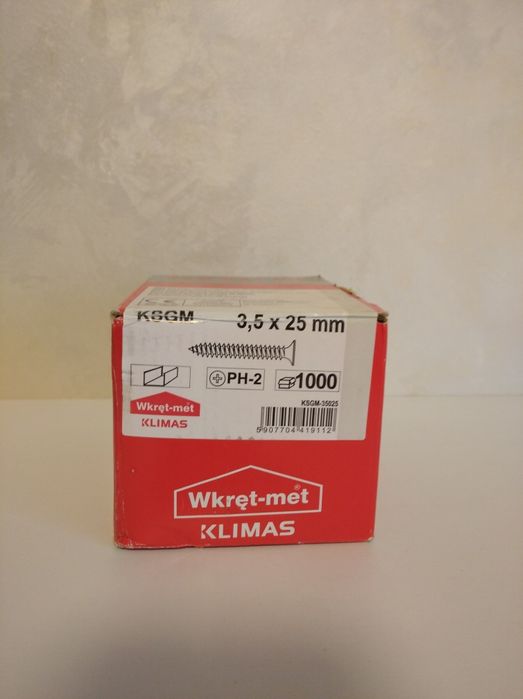 KSGM 3,5 x 25 mm
PH-2 1000
Wkręt-met
KLIMAS
KSGM-35025
5907704419112
Wkręt-met®
KLIMAS